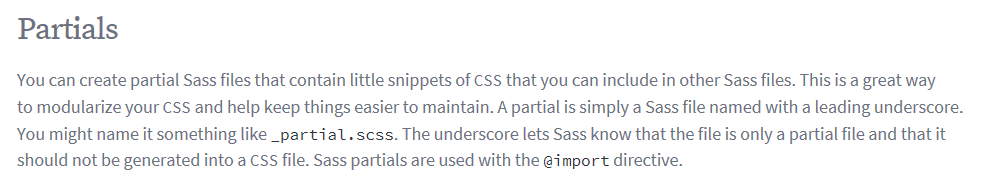 Partials
You can create partial Sass files that contain little snippets of CSS that you can include in other Sass files. This is a great way
to modularize your CSS and help keep things easier to maintain. A partial is simply a Sass file named with a leading underscore.
You might name it something like _partial.scss. The underscore lets Sass know that the file is only a partial file and that it
should not be generated into a CSS file. Sass partials are used with the @import directive.